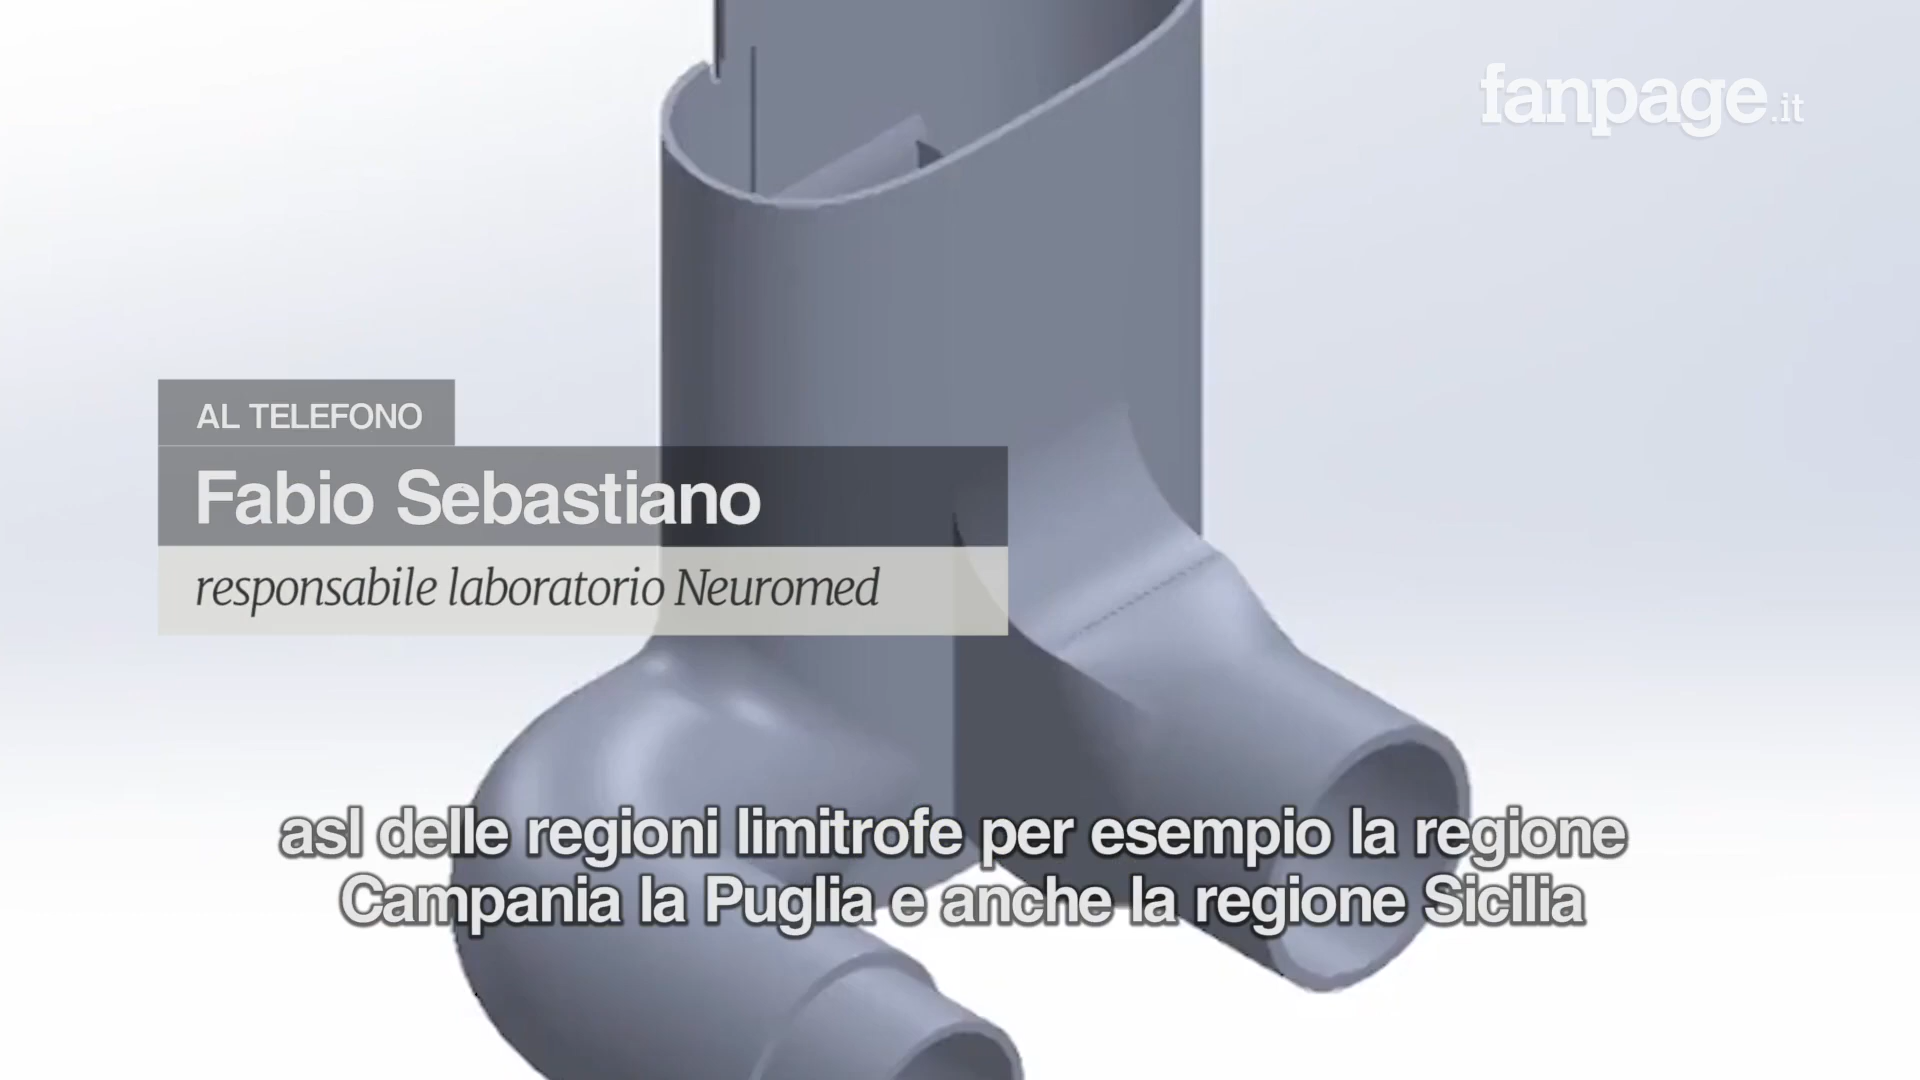 fanpage.it
AL TELEFONO
Fabio Sebastiano
responsabile laboratorio Neuromed
asl delle regioni limitrofe per esempio la regione
Campania la Puglia e anche la regione Sicilia